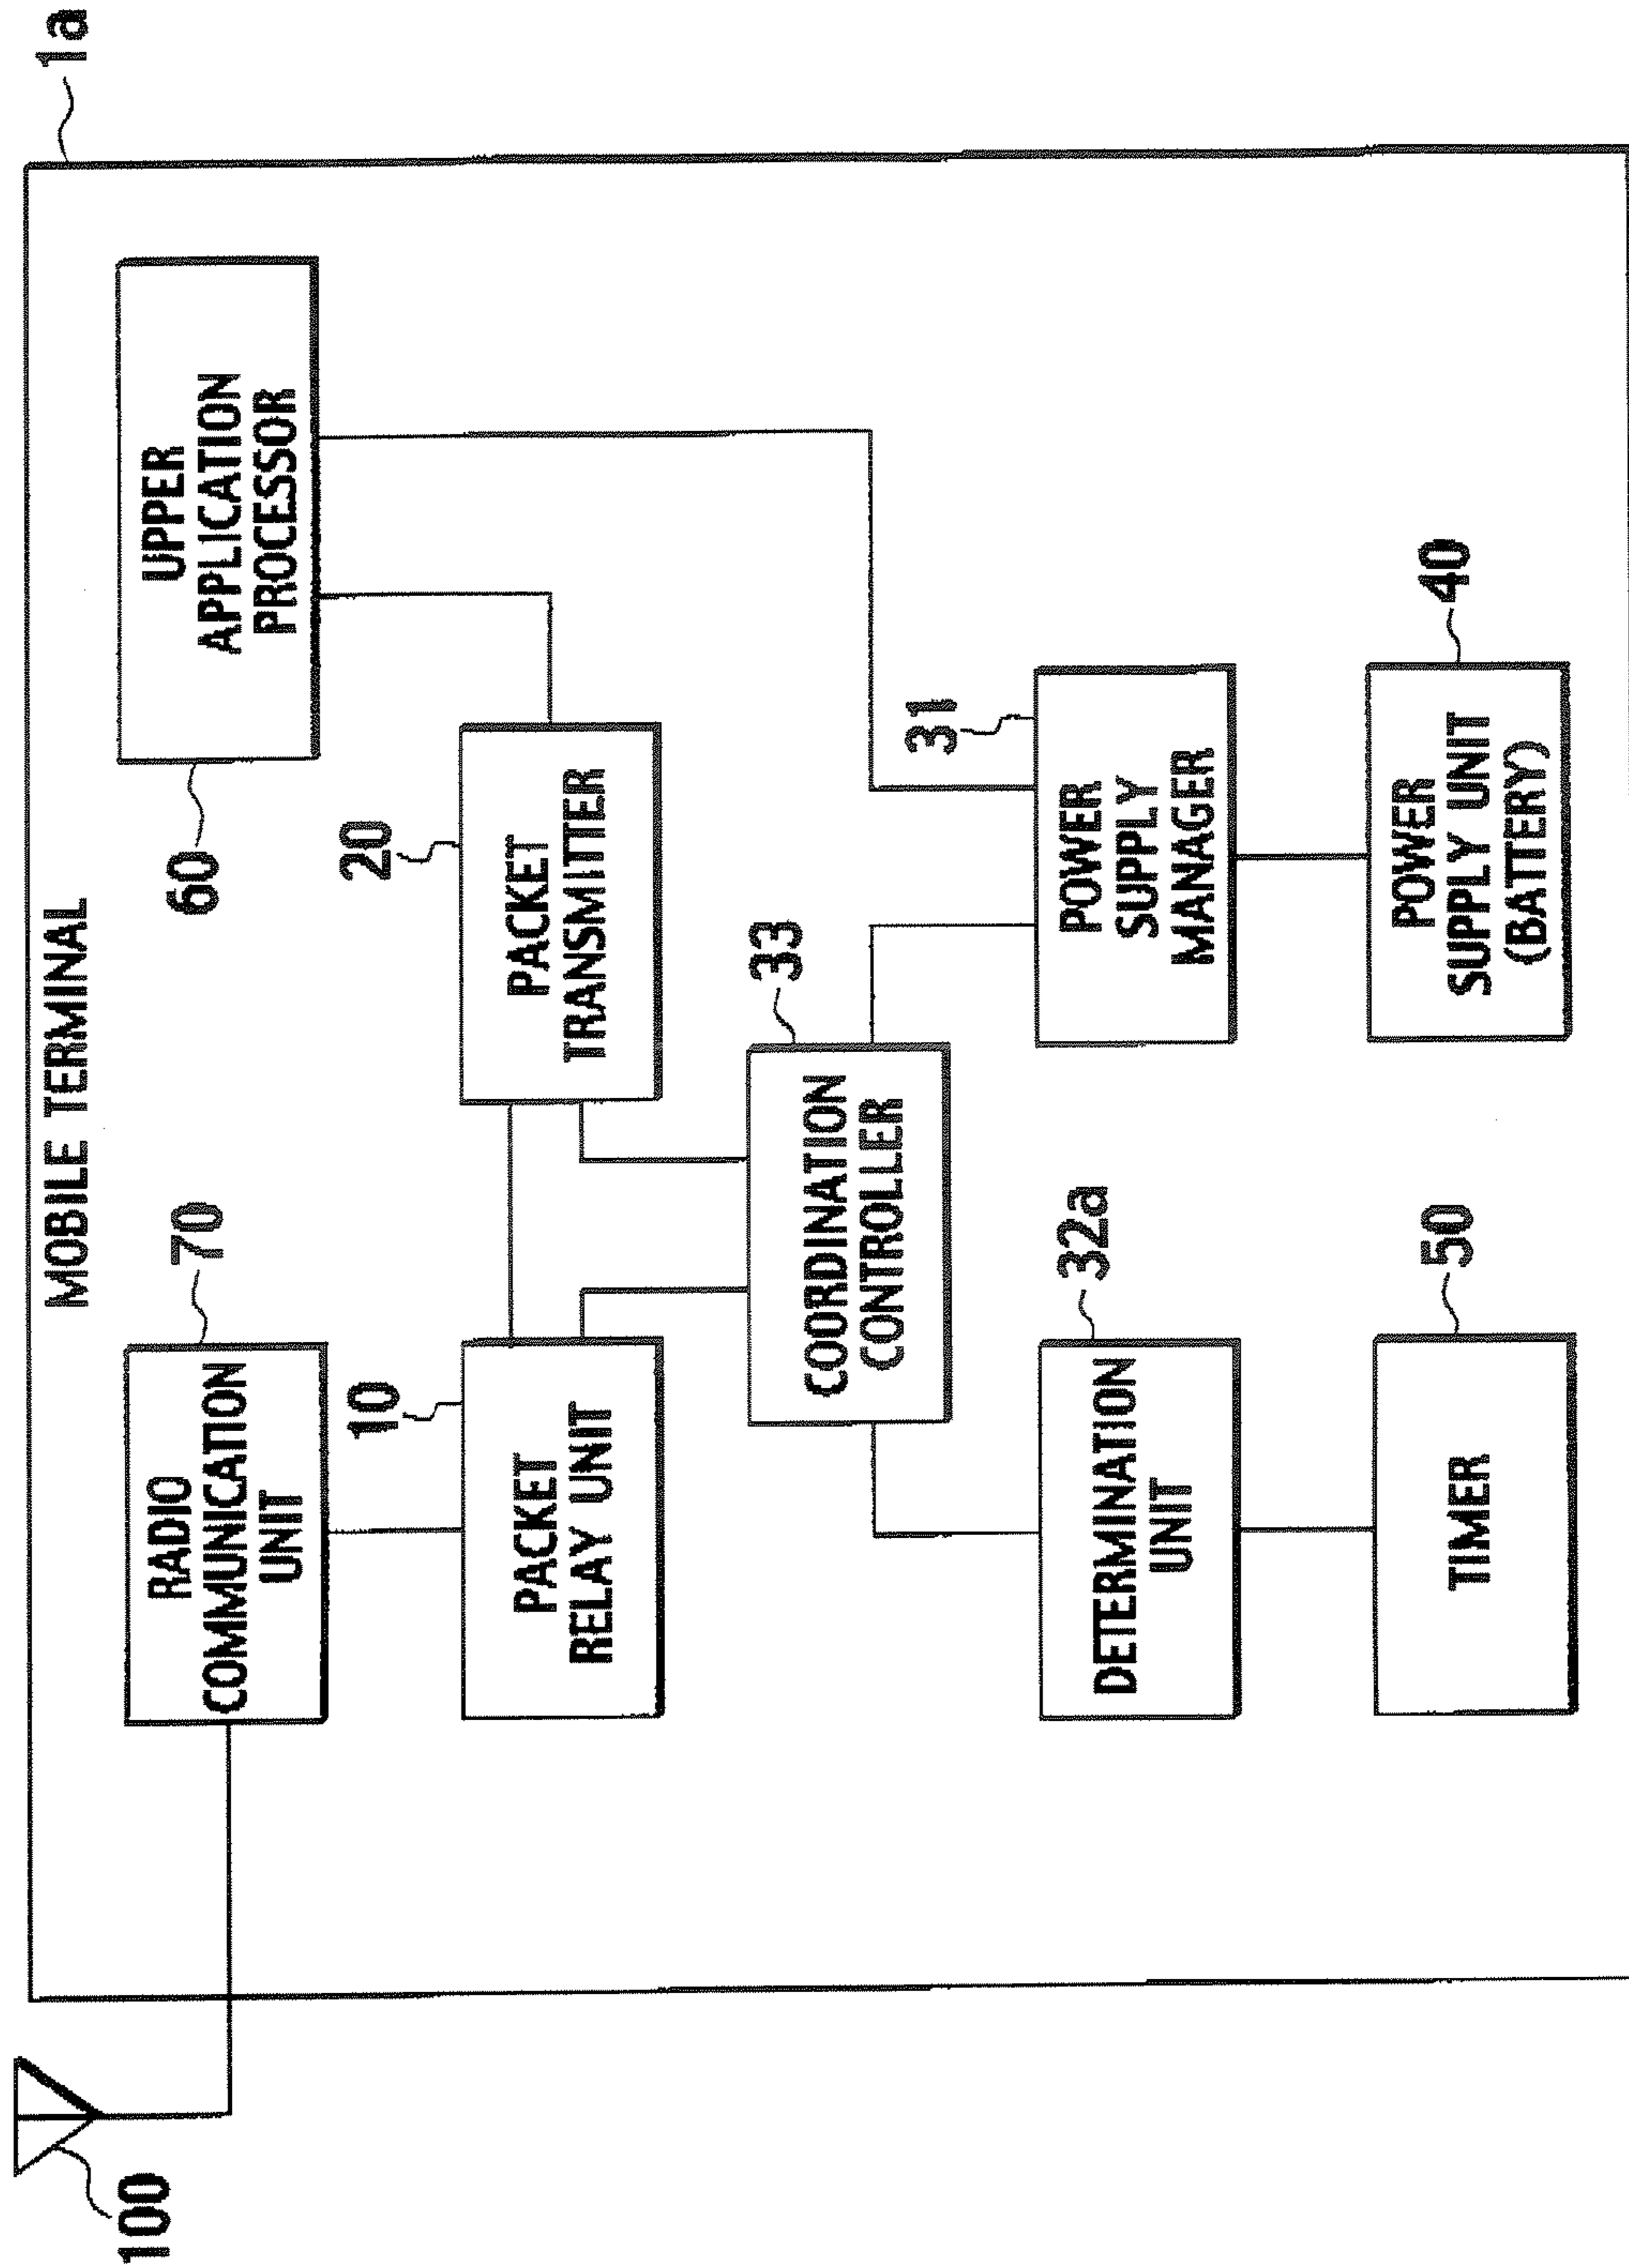 MOBILE TERMINAL
1a
100
70
RADIO
COMMUNICATION
UNIT
60
UPPER
APPLICATION
PROCESSOR
10
PACKET
RELAY UNIT
20
PACKET
TRANSMITTER
33
COORDINATION
CONTROLLER
32a
DETERMINATION
UNIT
31
POWER
SUPPLY
MANAGER
50
TIMER
40
POWER
SUPPLY UNIT
(BATTERY)